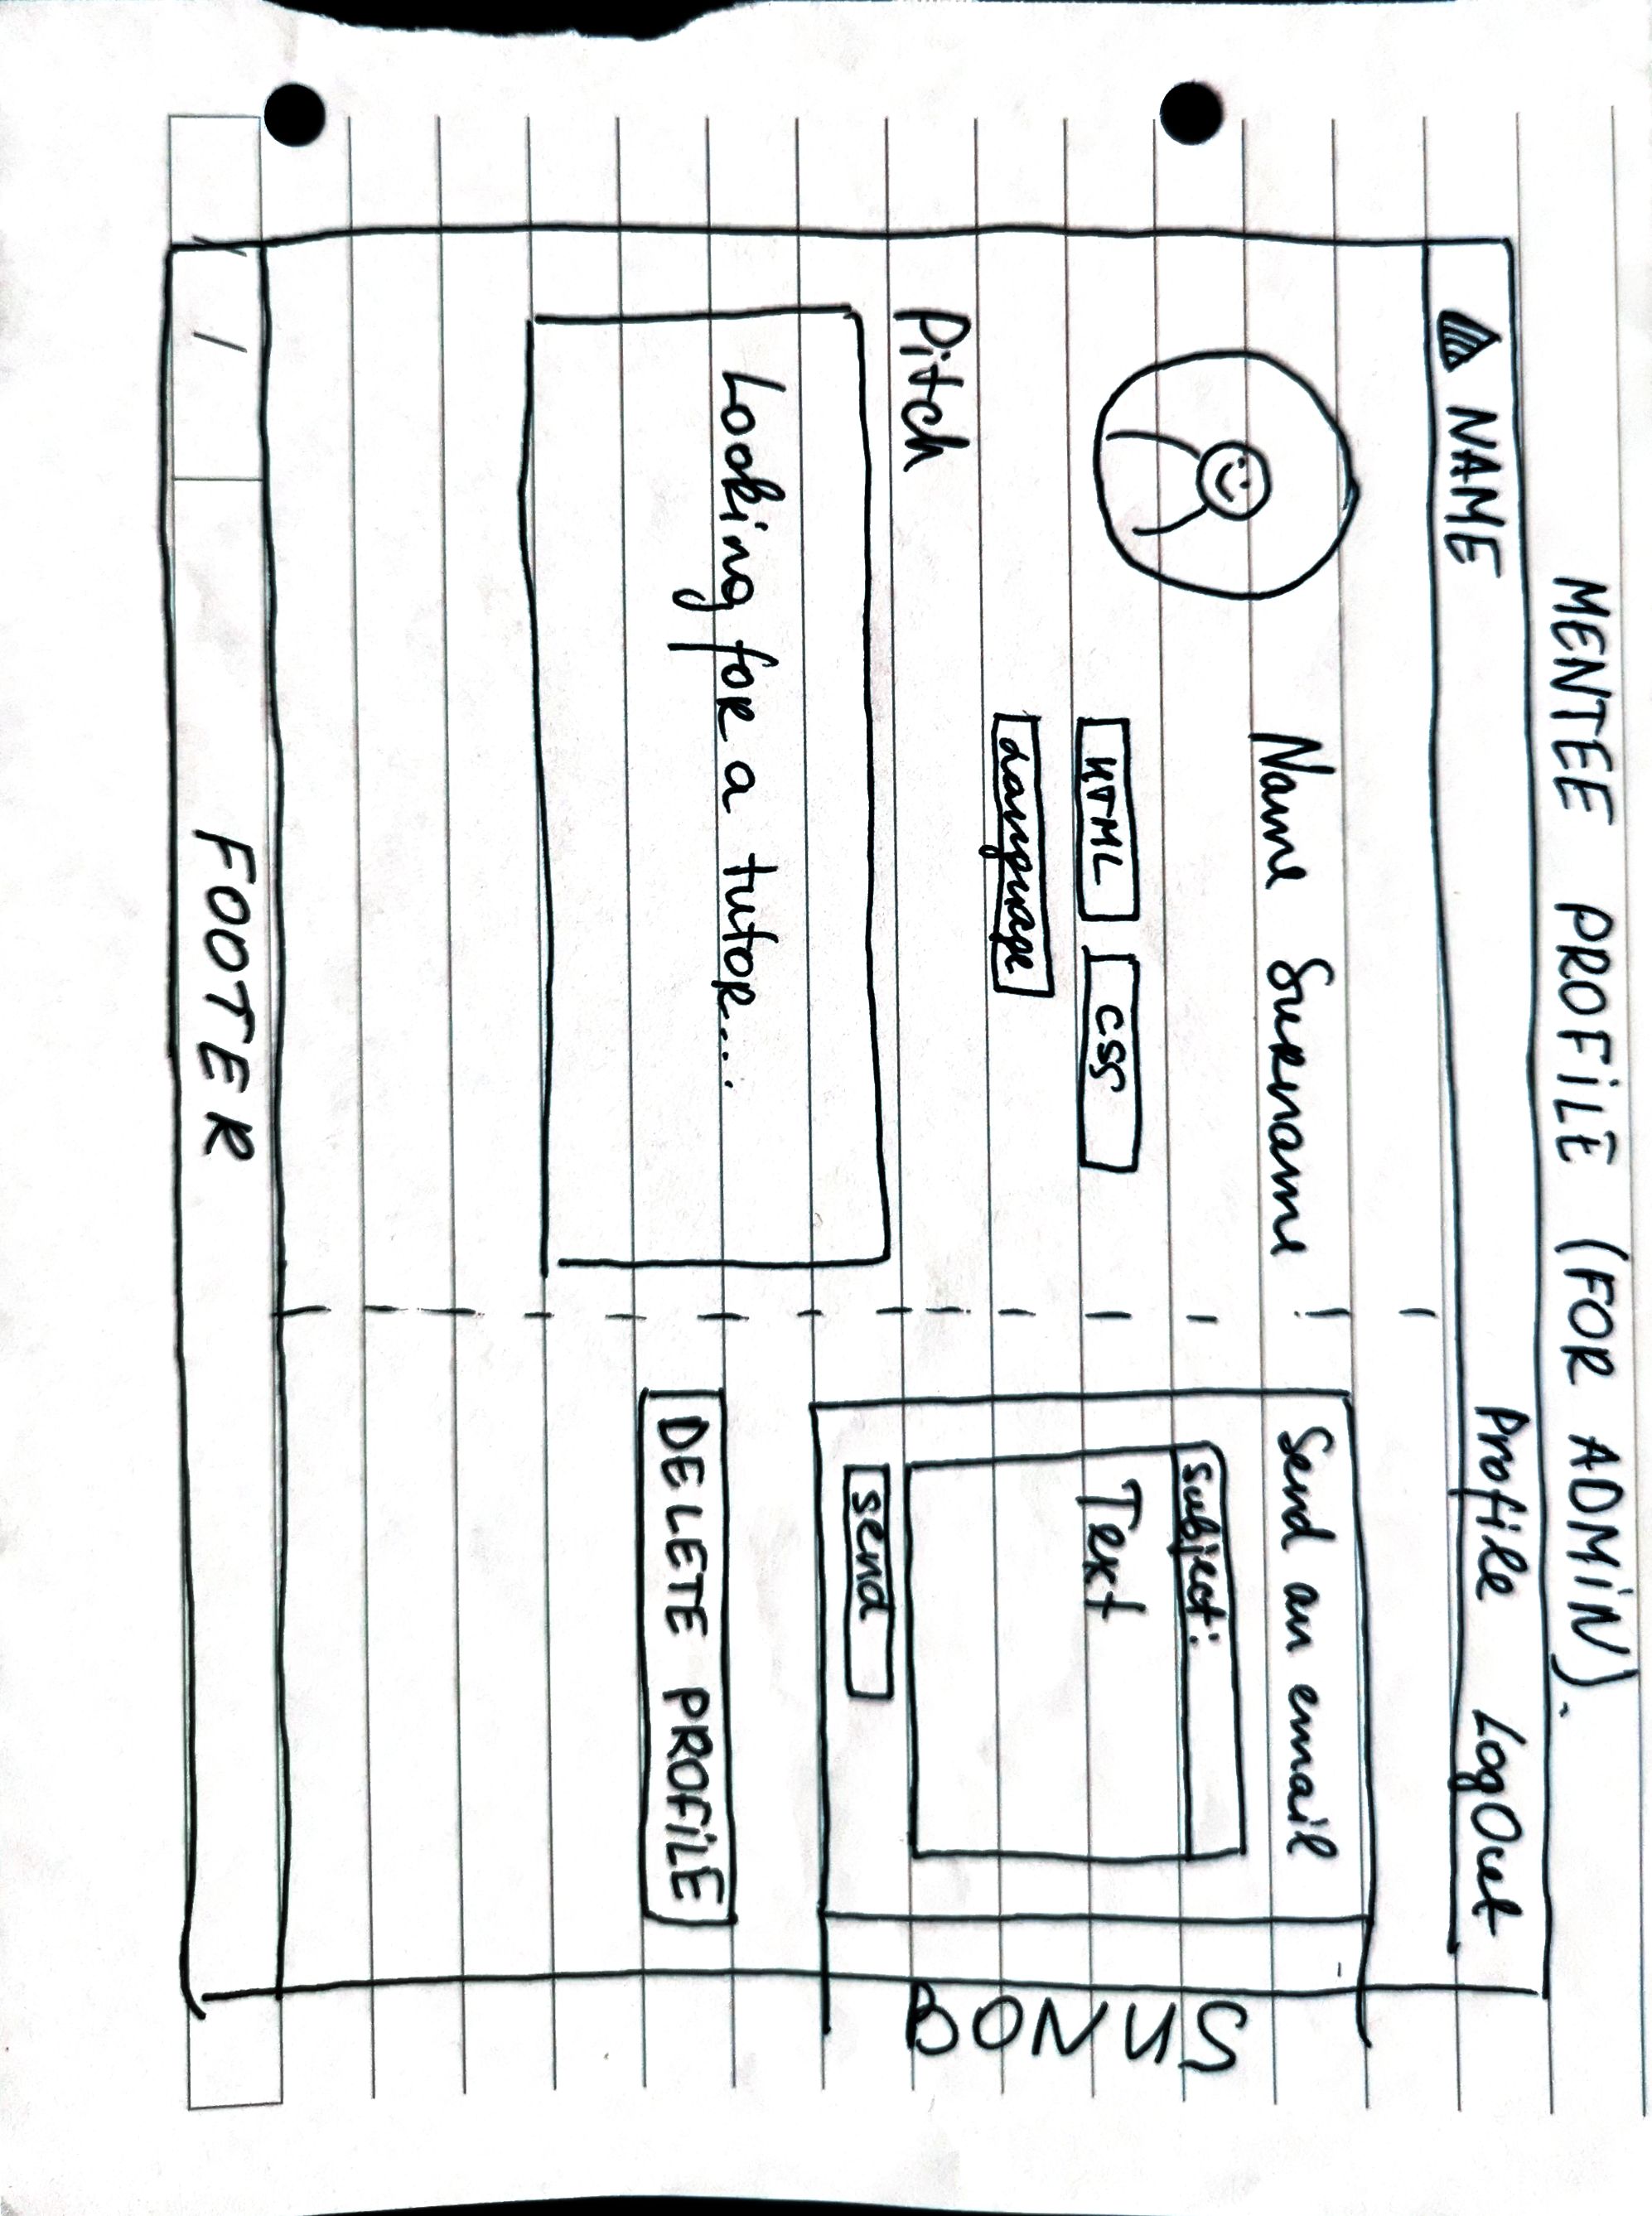 MENTEE PROFiLE (FOR ADMiN).
NAME Profile LogOut
Name Surname
HTML CSS
Language
Pitch
Looking for a tutor...
Send an email
Subject:
Text
Send
BONUS
DELETE PROFiLE
FOOTER